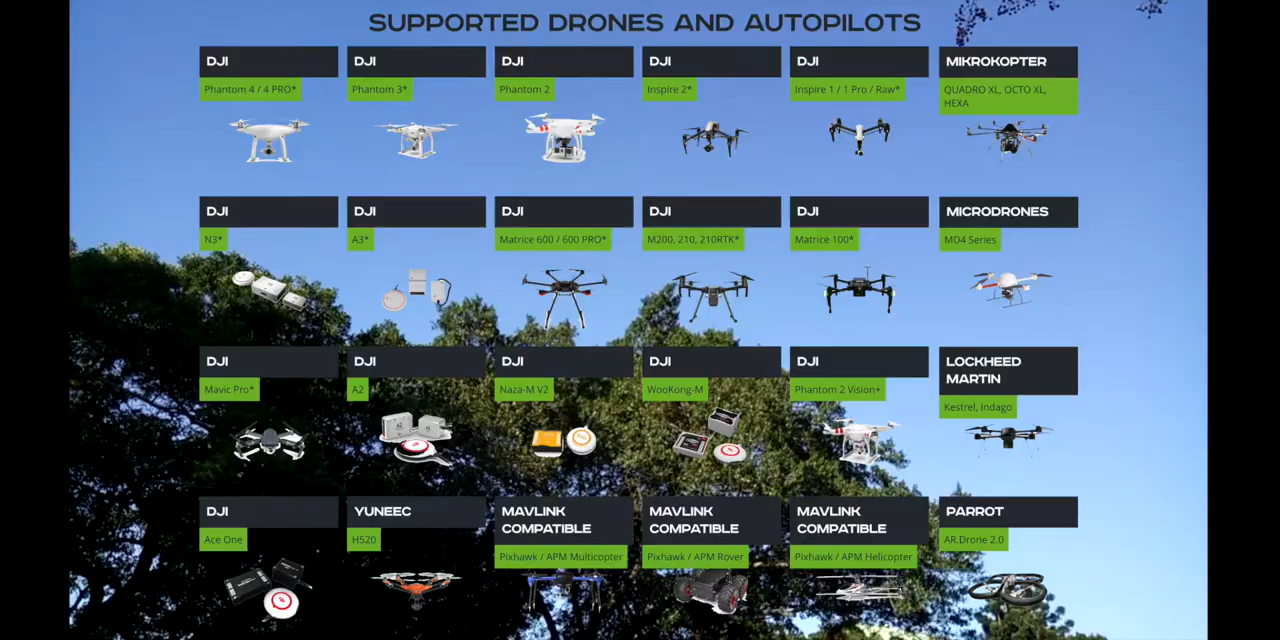 SUPPORTED DRONES AND AUTOPILOTS
DJI
Phantom 4 / 4 PRO*
DJI
Phantom 3*
DJI
Phantom 2
DJI
Inspire 2*
DJI
Inspire 1 / 1 Pro / Raw*
MIKROKOPTER
QUADRO XL, OCTO XL,
HEXA
DJI
N3*
DJI
A3*
DJI
Matrice 600 / 600 PRO*
DJI
M200, 210, 210RTK*
DJI
Matrice 100*
MICRODRONES
MD4 Series
DJI
Mavic Pro*
DJI
A2
DJI
Naza-M V2
DJI
WooKong-M
DJI
Phantom 2 Vision+
LOCKHEED
MARTIN
Kestrel, Indago
DJI
Ace One
YUNEEC
H520
MAVLINK
COMPATIBLE
Pixhawk / APM Multicopter
MAVLINK
COMPATIBLE
Pixhawk / APM Rover
MAVLINK
COMPATIBLE
Pixhawk / APM Helicopter
PARROT
AR.Drone 2.0